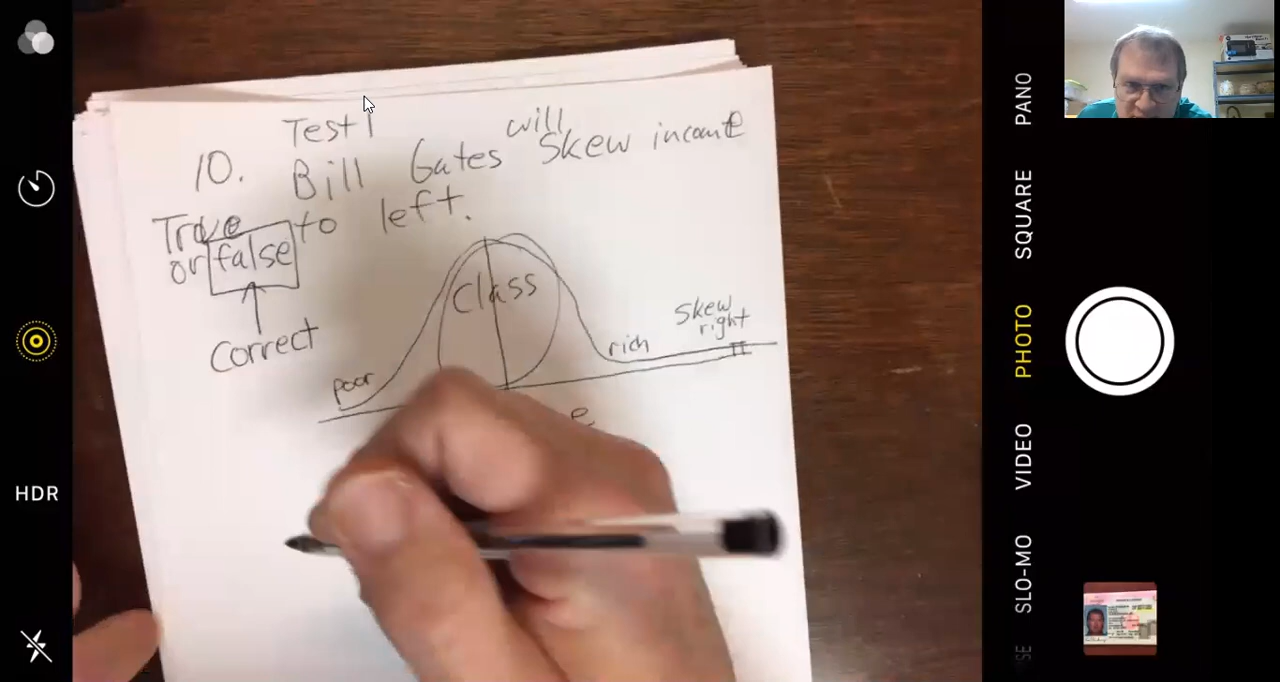 Test 1
10. Bill Gates will skew income
True to left.
or false
Correct
Class
Skew
right
rich
poor
e
HDR
PANO
SQUARE
PHOTO
VIDEO
SLO-MO
SE